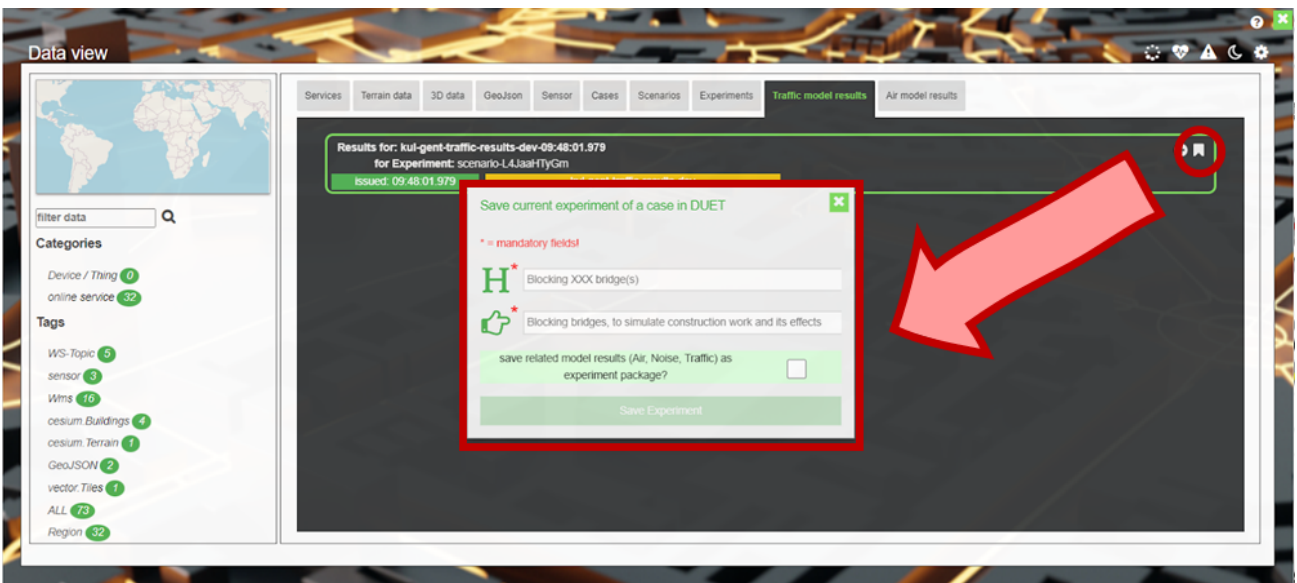 Data view
Services Terrain data 3D data GeoJson Sensor Cases Scenarios Experiments Traffic model results Air model results
Results for: kul-gent-traffic-results-dev-09:48:01.979
for Experiment: scenario-L4JaaHTyGm
issued: 09:48:01.979
Save current experiment of a case in DUET
* = mandatory fields!
H* Blocking XXX bridge(s)
* Blocking bridges, to simulate construction work and its effects
save related model results (Air, Noise, Traffic) as
experiment package?
Save Experiment
filter data
Categories
Device / Thing 0
online service 32
Tags
WS-Topic 5
sensor 3
Wms 16
cesium.Buildings 4
cesium.Terrain 1
GeoJSON 2
vector.Tiles 1
ALL 73
Region 32